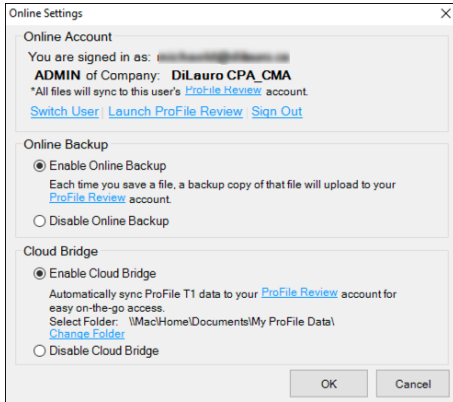 Online Settings
Online Account
You are signed in as:
ADMIN of Company: DiLauro CPA_CMA
*All files will sync to this user's ProFile Review account.
Switch User | Launch ProFile Review | Sign Out
Online Backup
Enable Online Backup
Each time you save a file, a backup copy of that file will upload to your
ProFile Review account.
Disable Online Backup
Cloud Bridge
Enable Cloud Bridge
Automatically sync ProFile T1 data to your ProFile Review account for
easy on-the-go access.
Select Folder: \\Mac\Home\Documents\My ProFile Data\
Change Folder
Disable Cloud Bridge
OK Cancel